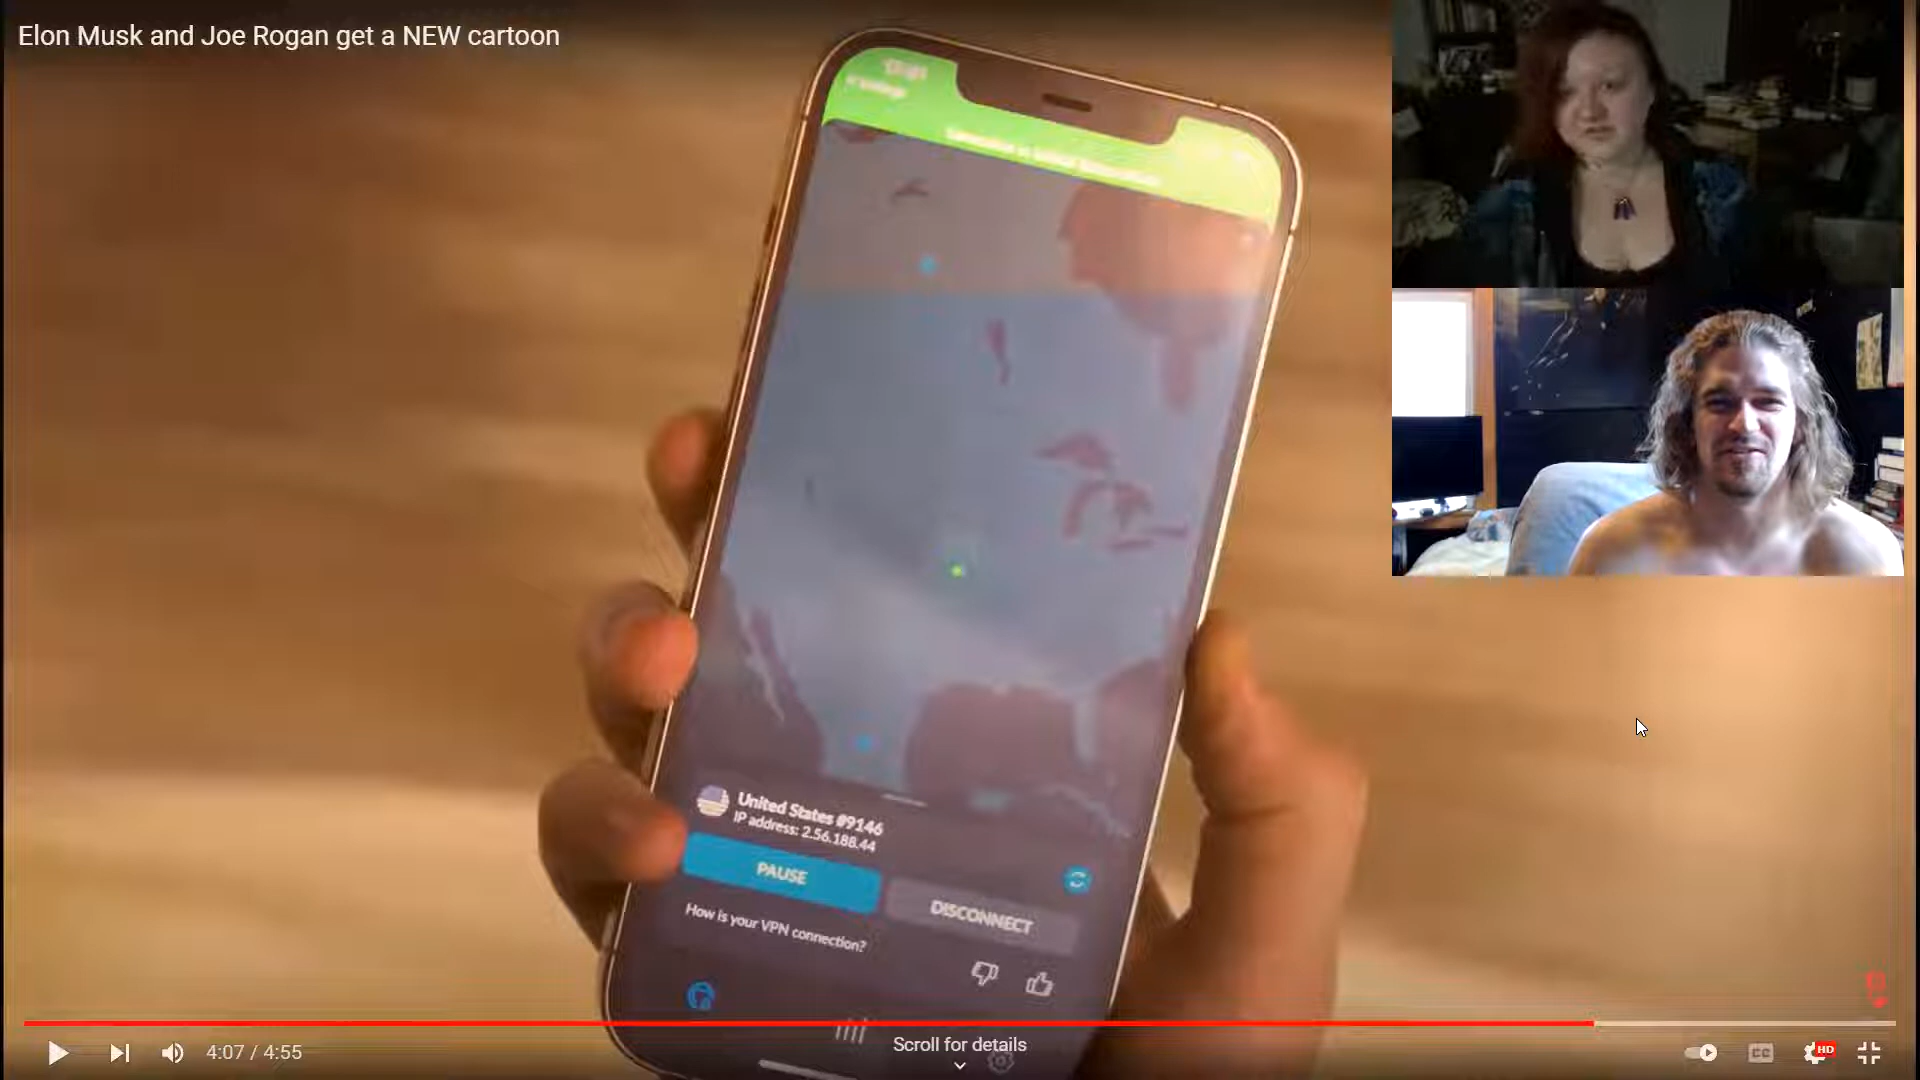 Elon Musk and Joe Rogan get a NEW cartoon
United States #9146
IP address: 2.56.188.44
PAUSE
DISCONNECT
How is your VPN connection?
4:07 / 4:55
Scroll for details
CC
HD